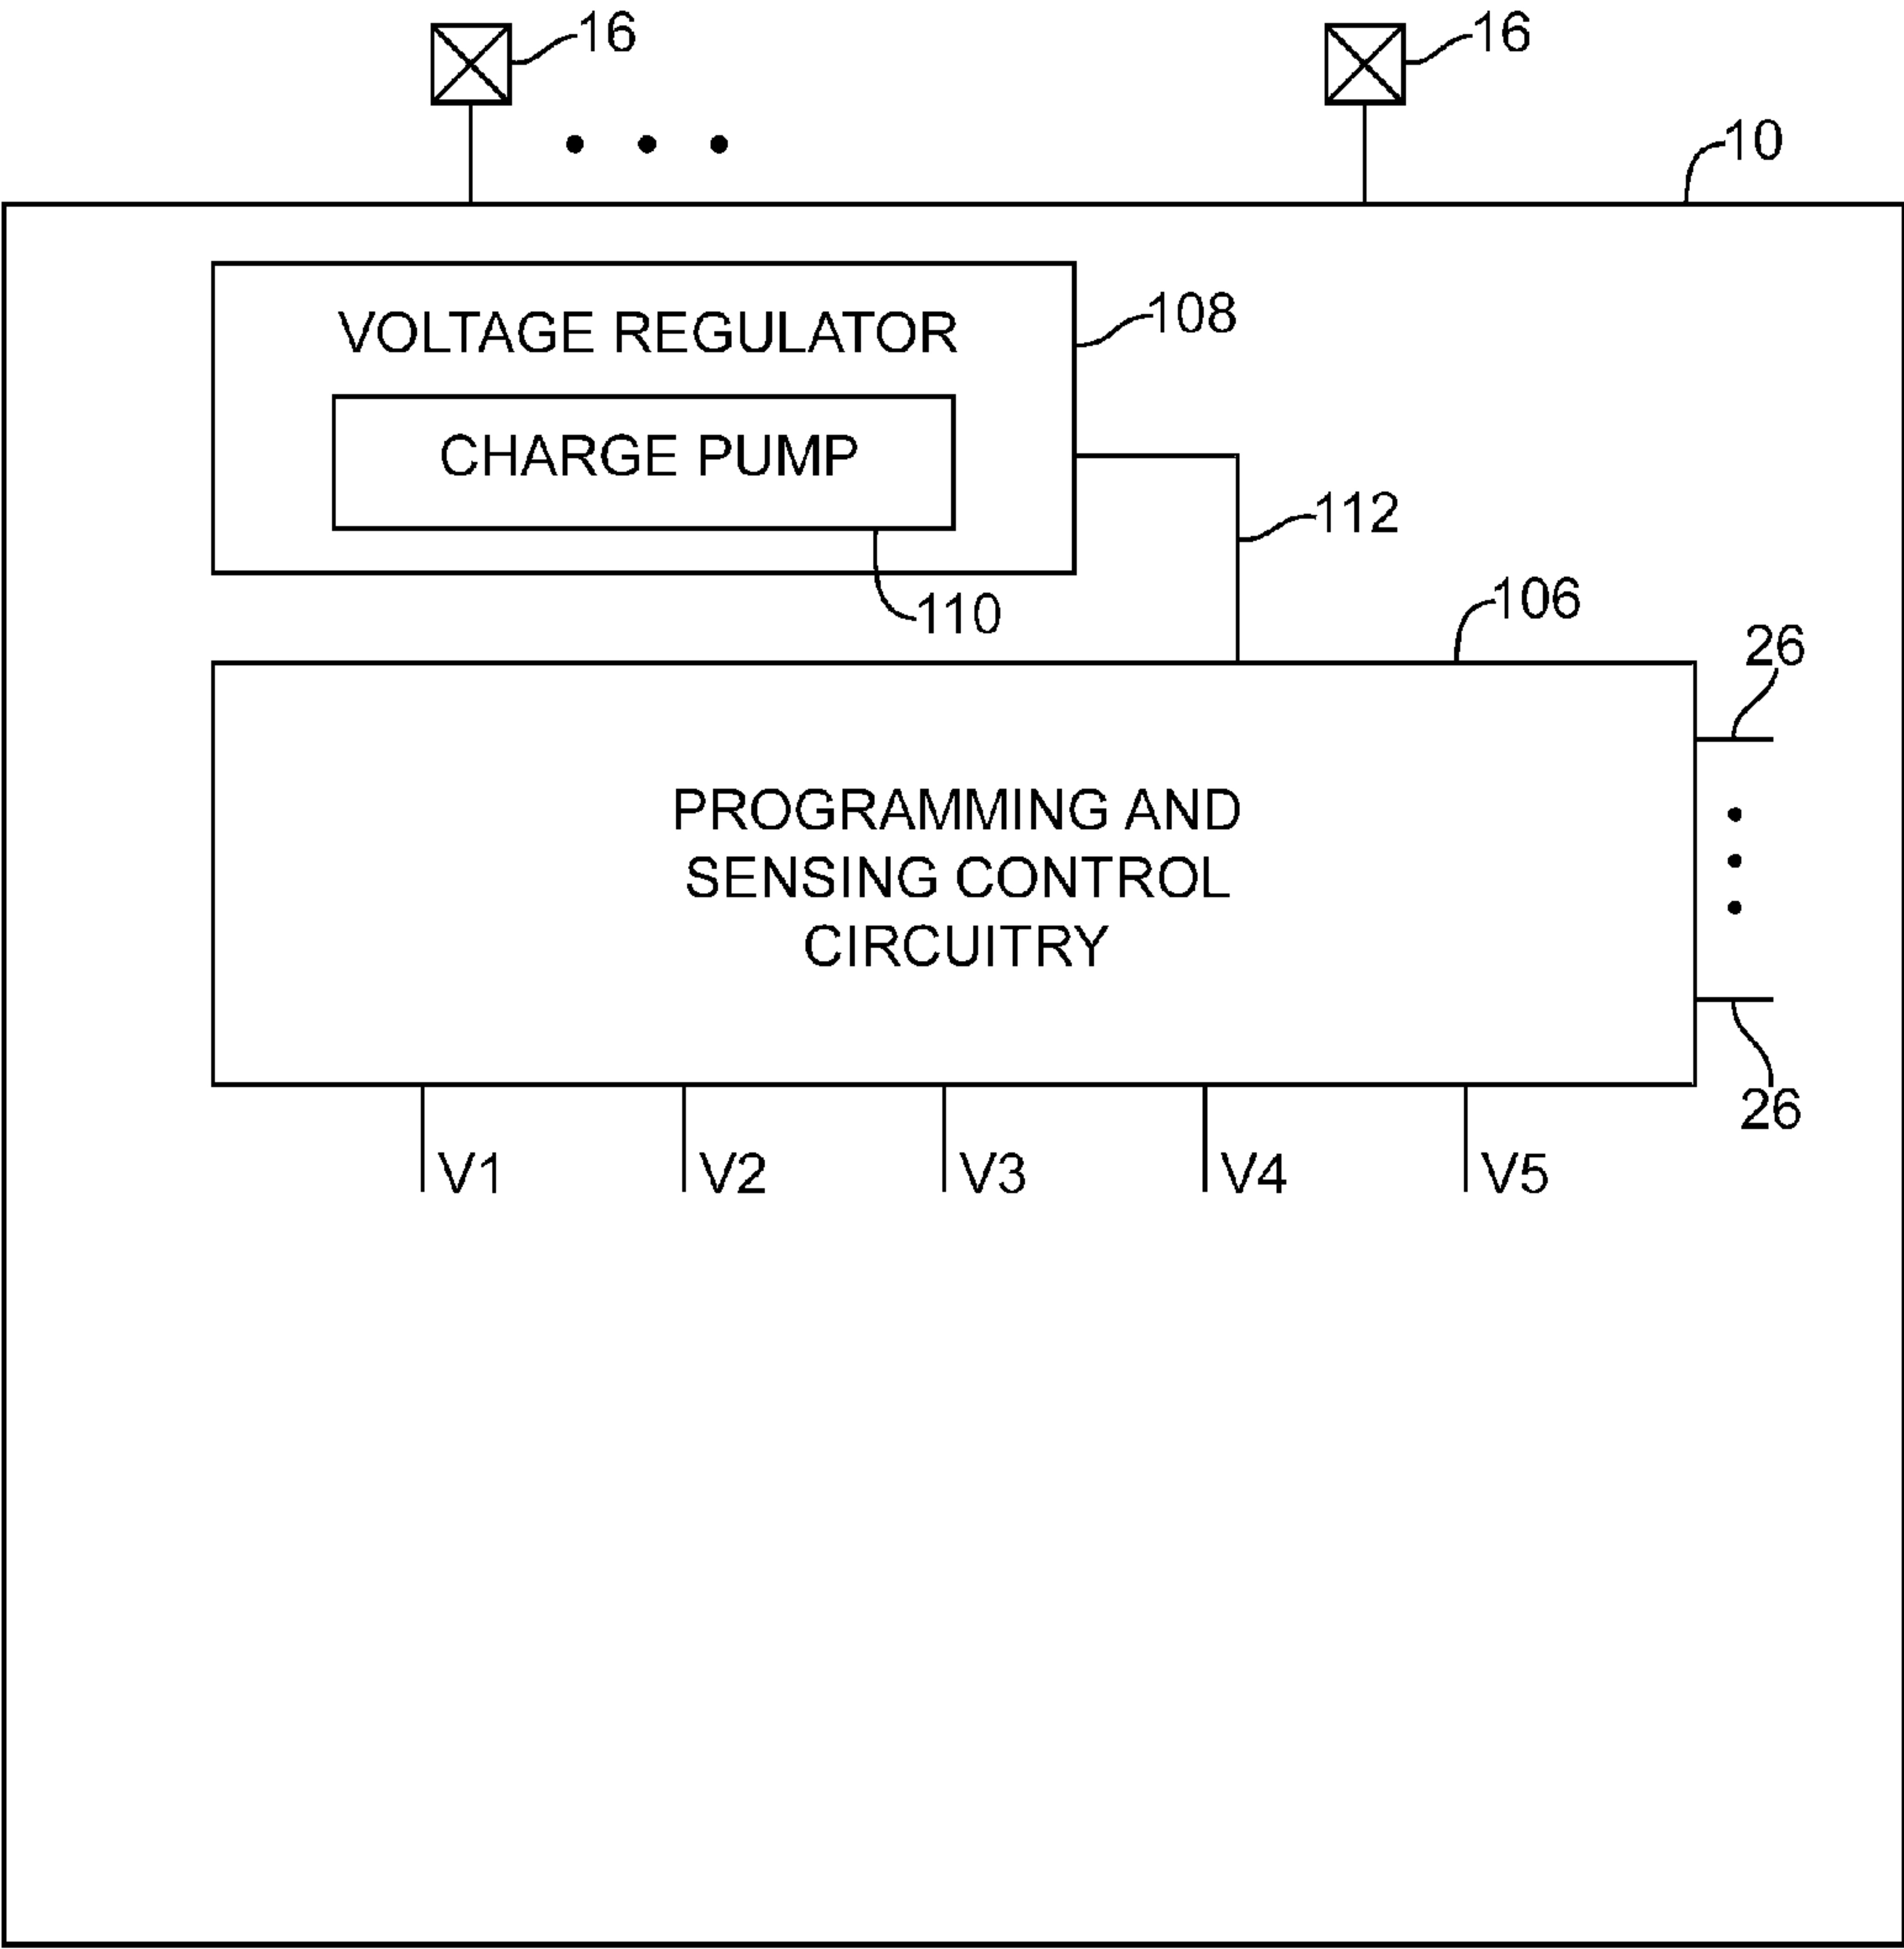 16
16
10
VOLTAGE REGULATOR
108
CHARGE PUMP
112
110
106
26
PROGRAMMING AND
SENSING CONTROL
CIRCUITRY
26
V1
V2
V3
V4
V5